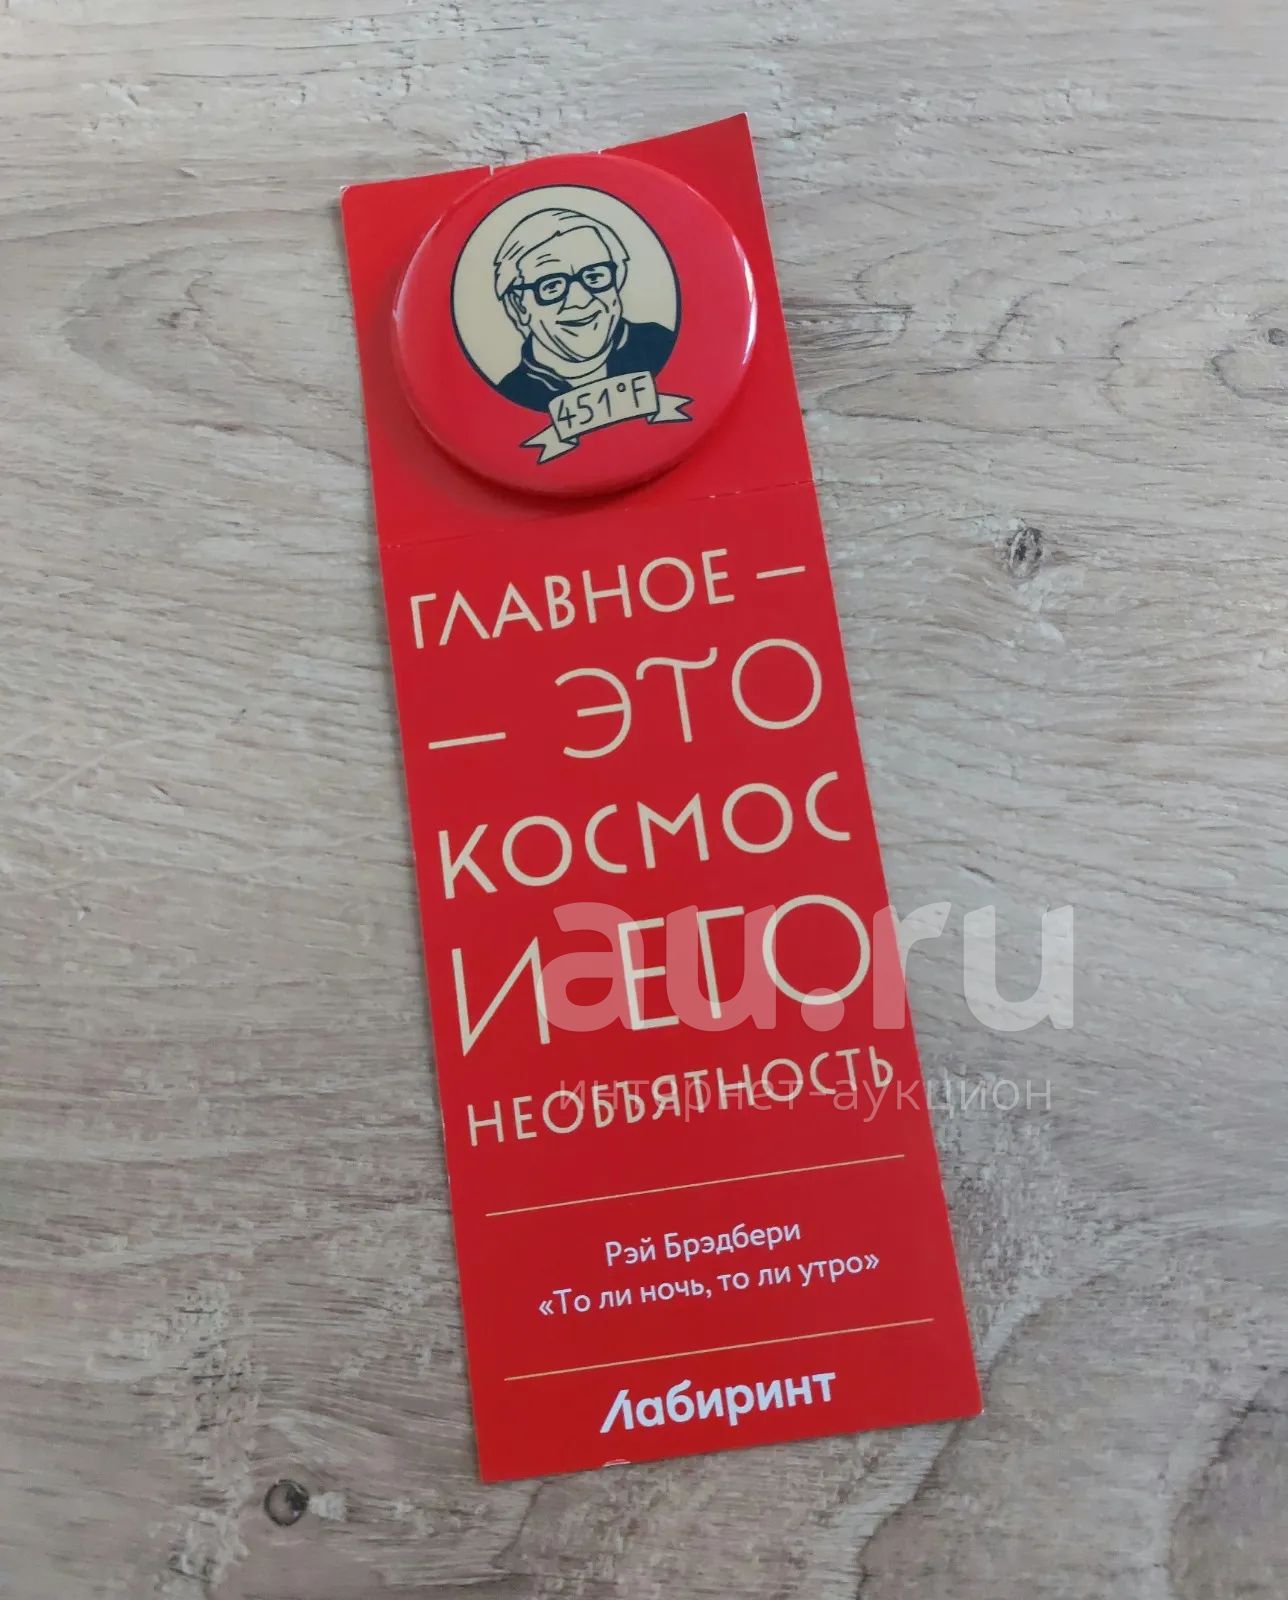 451°F
ГЛАВНОЕ —
— ЭТО
КОСМОС
И ЕГО
НЕОБЪЯТНОСТЬ
au.ru
интернет-аукцион
Рэй Брэдбери
«То ли ночь, то ли утро»
Лабиринт